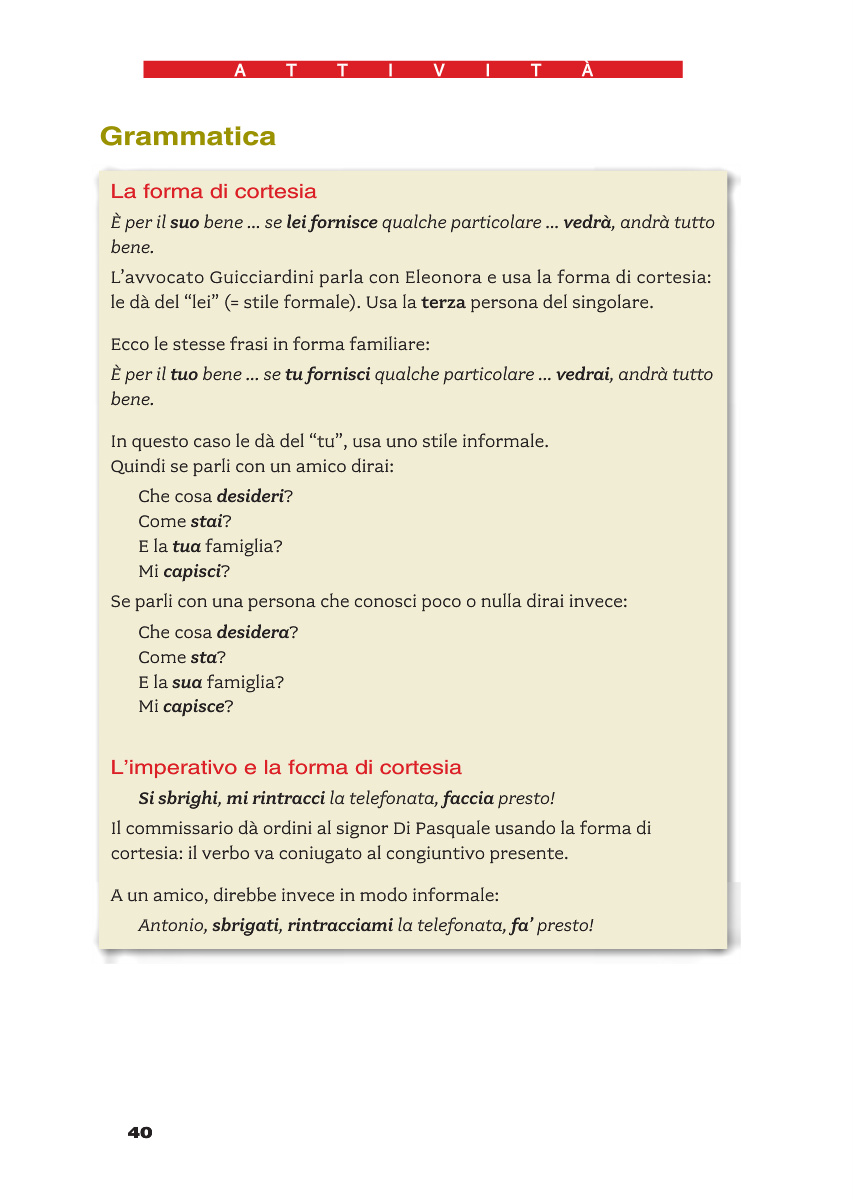 ATTIVITÀ
Grammatica
La forma di cortesia
È per il suo bene ... se lei fornisce qualche particolare ... vedrà, andrà tutto
bene.
L’avvocato Guicciardini parla con Eleonora e usa la forma di cortesia:
le dà del “lei” (= stile formale). Usa la terza persona del singolare.
Ecco le stesse frasi in forma familiare:
È per il tuo bene ... se tu fornisci qualche particolare ... vedrai, andrà tutto
bene.
In questo caso le dà del “tu”, usa uno stile informale.
Quindi se parli con un amico dirai:
Che cosa desideri?
Come stai?
E la tua famiglia?
Mi capisci?
Se parli con una persona che conosci poco o nulla dirai invece:
Che cosa desidera?
Come sta?
E la sua famiglia?
Mi capisce?
L’imperativo e la forma di cortesia
Si sbrighi, mi rintracci la telefonata, faccia presto!
Il commissario dà ordini al signor Di Pasquale usando la forma di
cortesia: il verbo va coniugato al congiuntivo presente.
A un amico, direbbe invece in modo informale:
Antonio, sbrigati, rintracciami la telefonata, fa’ presto!
40